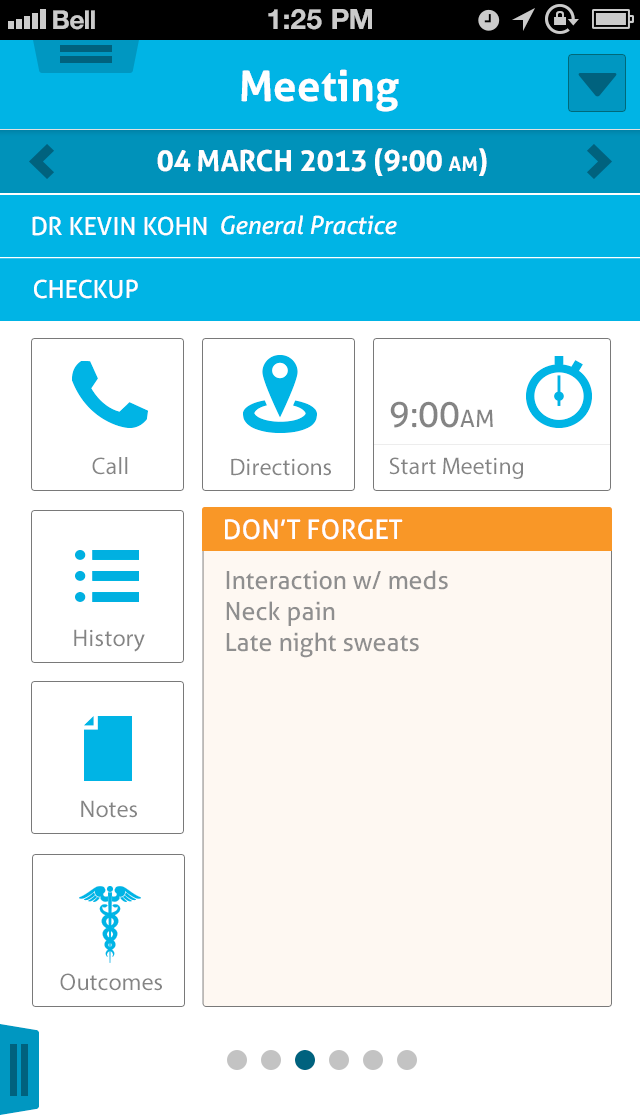 Bell 1:25 PM
Meeting
04 MARCH 2013 (9:00 AM)
DR KEVIN KOHN General Practice
CHECKUP
Call
Directions
9:00AM
Start Meeting
History
DON'T FORGET
Interaction w/ meds
Neck pain
Late night sweats
Notes
Outcomes